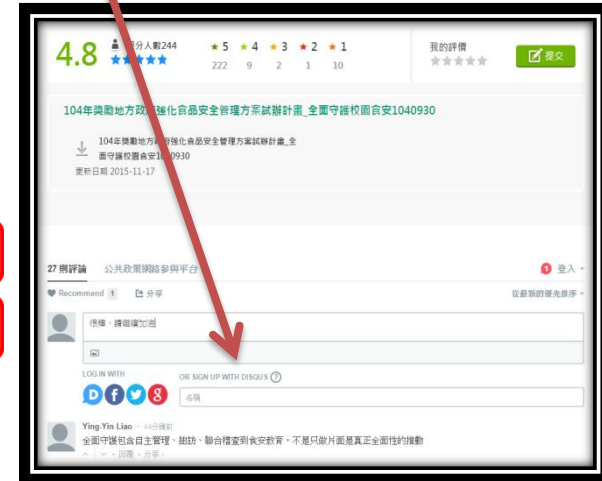 4.8
評分人數244
★ 5 ★ 4 ★ 3 ★ 2 ★ 1
222 9 2 1 10
我的評價
提交
104年獎勵地方政府強化食品安全管理方案試辦計畫_全面守護校園食安1040930
104年獎勵地方政府強化食品安全管理方案試辦計畫_全
面守護校園食安1040930
更新日期 2015-11-17
27 則評論 公共政策網路參與平台 1 登入
Recommend 1 分享 從最新的優先排序
很棒，請繼續加油
LOG IN WITH
OR SIGN UP WITH DISQUS ?
名稱
Ying-Yin Liao · 44分鐘前
全面守護包含自主管理、抽訪、聯合稽查到食安教育，不是只做片面是真正全面性的推動
回覆 · 分享